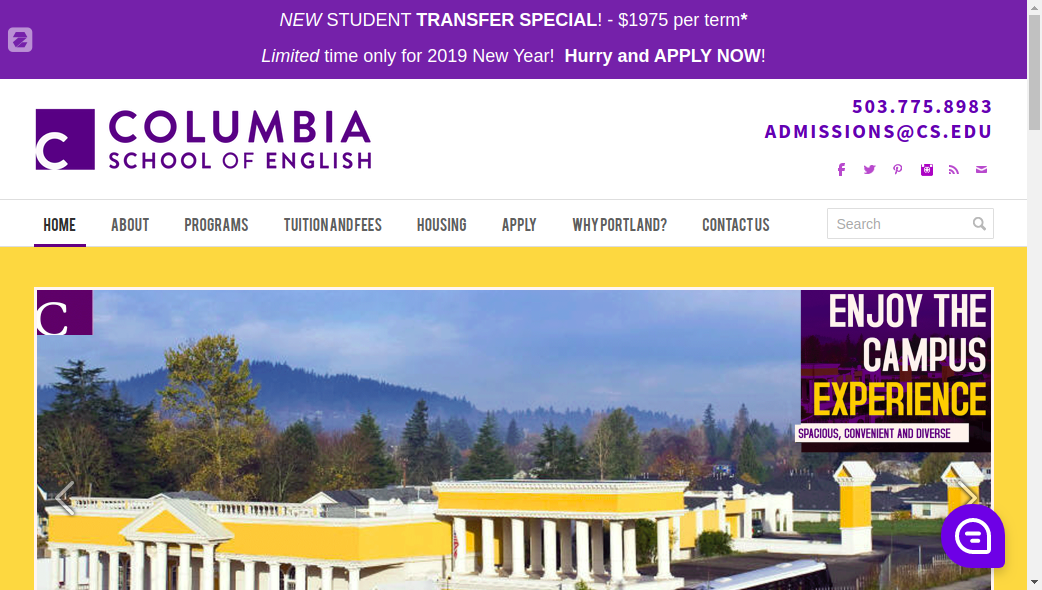 NEW STUDENT TRANSFER SPECIAL! - $1975 per term*
Limited time only for 2019 New Year!  Hurry and APPLY NOW!
C COLUMBIA
SCHOOL OF ENGLISH
503.775.8983
ADMISSIONS@CS.EDU
HOME ABOUT PROGRAMS TUITION AND FEES HOUSING APPLY WHY PORTLAND? CONTACT US
Search
C
ENJOY THE
CAMPUS
EXPERIENCE
SPACIOUS, CONVENIENT AND DIVERSE